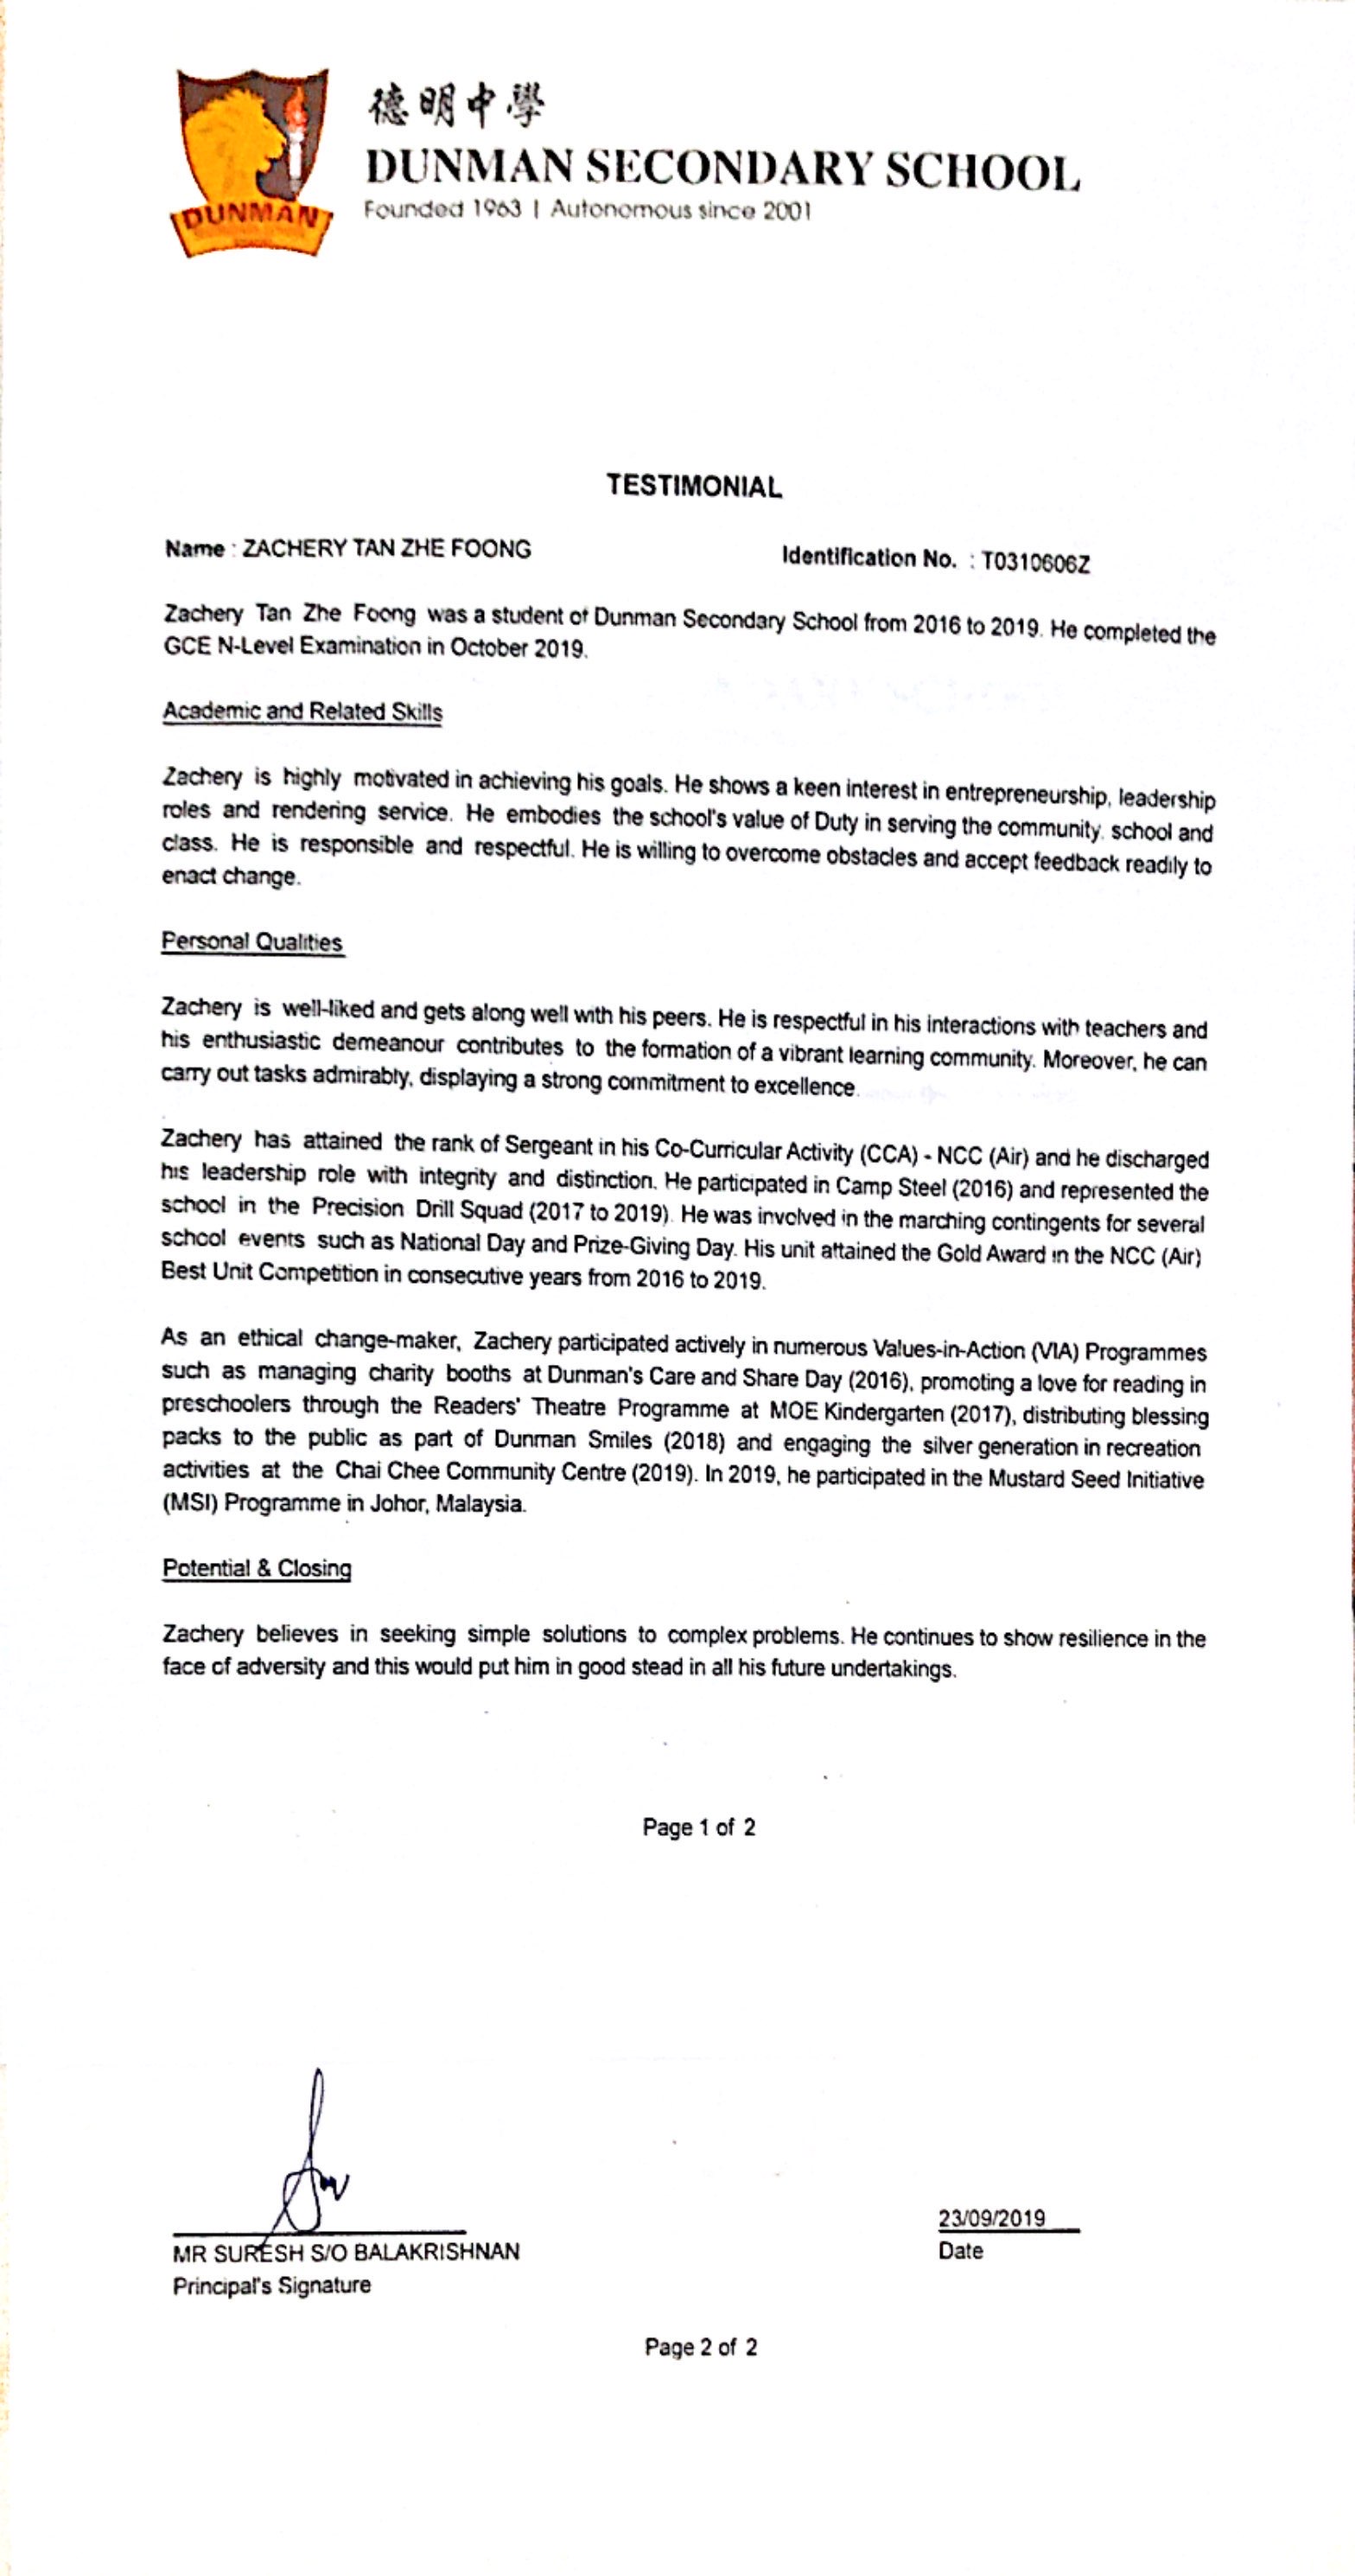 德明中學
DUNMAN SECONDARY SCHOOL
Founded 1963 | Autonomous since 2001
DUNMAN
TESTIMONIAL
Name : ZACHERY TAN ZHE FOONG Identification No. : T0310606Z
Zachery Tan Zhe Foong was a student of Dunman Secondary School from 2016 to 2019. He completed the
GCE N-Level Examination in October 2019.
Academic and Related Skills
Zachery is highly motivated in achieving his goals. He shows a keen interest in entrepreneurship, leadership
roles and rendering service. He embodies the school's value of Duty in serving the community, school and
class. He is responsible and respectful. He is willing to overcome obstacles and accept feedback readily to
enact change.
Personal Qualities
Zachery is well-liked and gets along well with his peers. He is respectful in his interactions with teachers and
his enthusiastic demeanour contributes to the formation of a vibrant learning community. Moreover, he can
carry out tasks admirably, displaying a strong commitment to excellence.
Zachery has attained the rank of Sergeant in his Co-Curricular Activity (CCA) - NCC (Air) and he discharged
his leadership role with integrity and distinction. He participated in Camp Steel (2016) and represented the
school in the Precision Drill Squad (2017 to 2019). He was involved in the marching contingents for several
school events such as National Day and Prize-Giving Day. His unit attained the Gold Award in the NCC (Air)
Best Unit Competition in consecutive years from 2016 to 2019.
As an ethical change-maker, Zachery participated actively in numerous Values-in-Action (VIA) Programmes
such as managing charity booths at Dunman's Care and Share Day (2016), promoting a love for reading in
preschoolers through the Readers' Theatre Programme at MOE Kindergarten (2017), distributing blessing
packs to the public as part of Dunman Smiles (2018) and engaging the silver generation in recreation
activities at the Chai Chee Community Centre (2019). In 2019, he participated in the Mustard Seed Initiative
(MSI) Programme in Johor, Malaysia.
Potential & Closing
Zachery believes in seeking simple solutions to complex problems. He continues to show resilience in the
face of adversity and this would put him in good stead in all his future undertakings.
Page 1 of 2
23/09/2019
MR SURESH S/O BALAKRISHNAN Date
Principal's Signature
Page 2 of 2